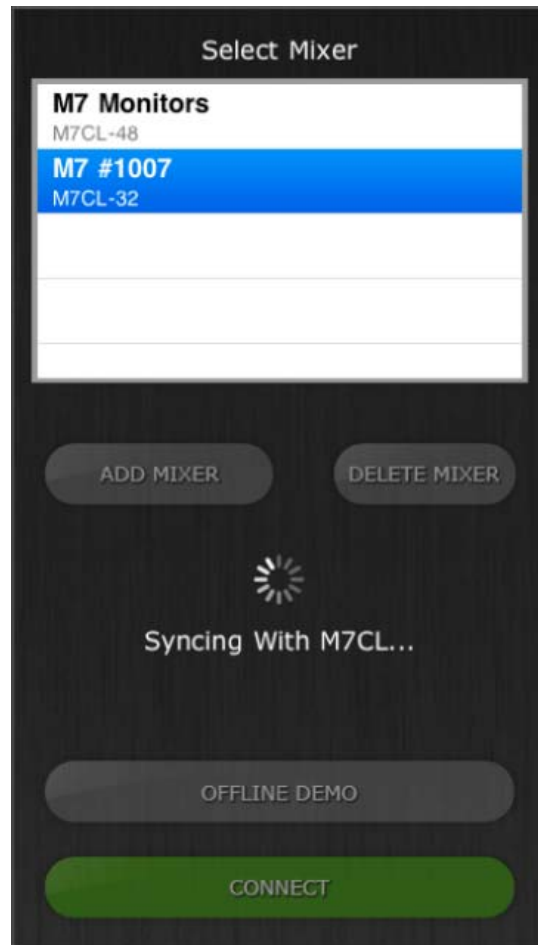 Select Mixer
M7 Monitors
M7CL-48
M7 #1007
M7CL-32
ADD MIXER
DELETE MIXER
Syncing With M7CL...
OFFLINE DEMO
CONNECT